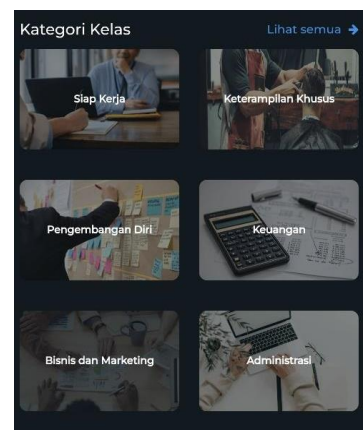 Kategori Kelas
Lihat semua →
Siap Kerja
Keterampilan Khusus
Pengembangan Diri
Keuangan
Bisnis dan Marketing
Administrasi